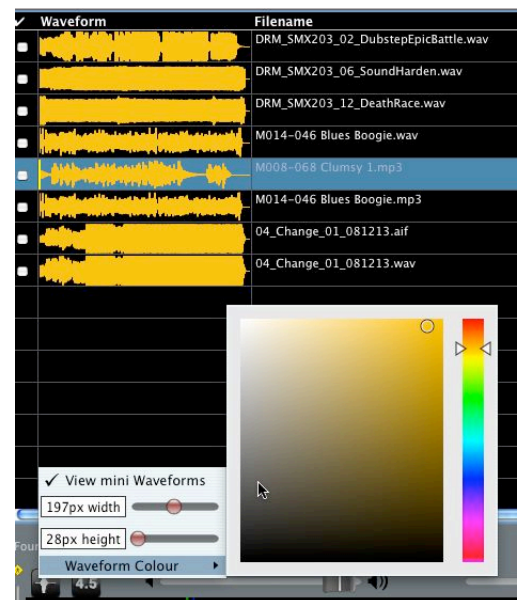 ✓ Waveform Filename
DRM_SMX203_02_DubstepEpicBattle.wav
DRM_SMX203_06_SoundHarden.wav
DRM_SMX203_12_DeathRace.wav
M014-046 Blues Boogie.wav
M008-068 Clumsy 1.mp3
M014-046 Blues Boogie.mp3
04_Change_01_081213.aif
04_Change_01_081213.wav
✓ View mini Waveforms
197px width
28px height
Four
Waveform Colour
4.5